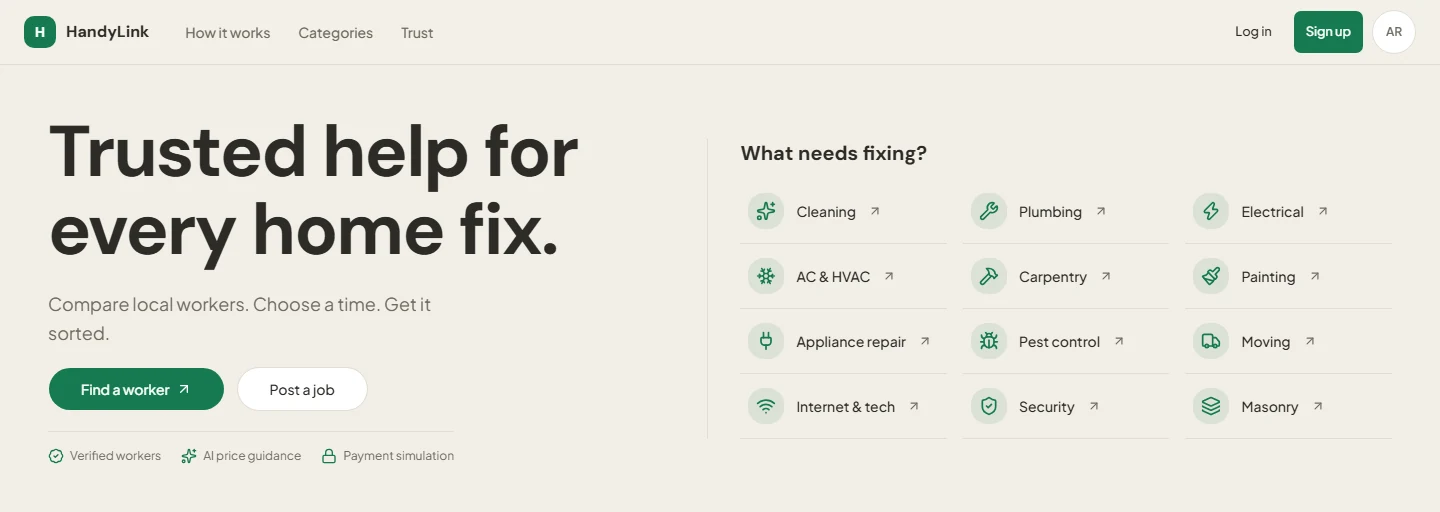 H HandyLink How it works Categories Trust Log in Sign up AR
Trusted help for
every home fix.
Compare local workers. Choose a time. Get it
sorted.
Find a worker Post a job
Verified workers AI price guidance Payment simulation
What needs fixing?
Cleaning Plumbing Electrical
AC & HVAC Carpentry Painting
Appliance repair Pest control Moving
Internet & tech Security Masonry